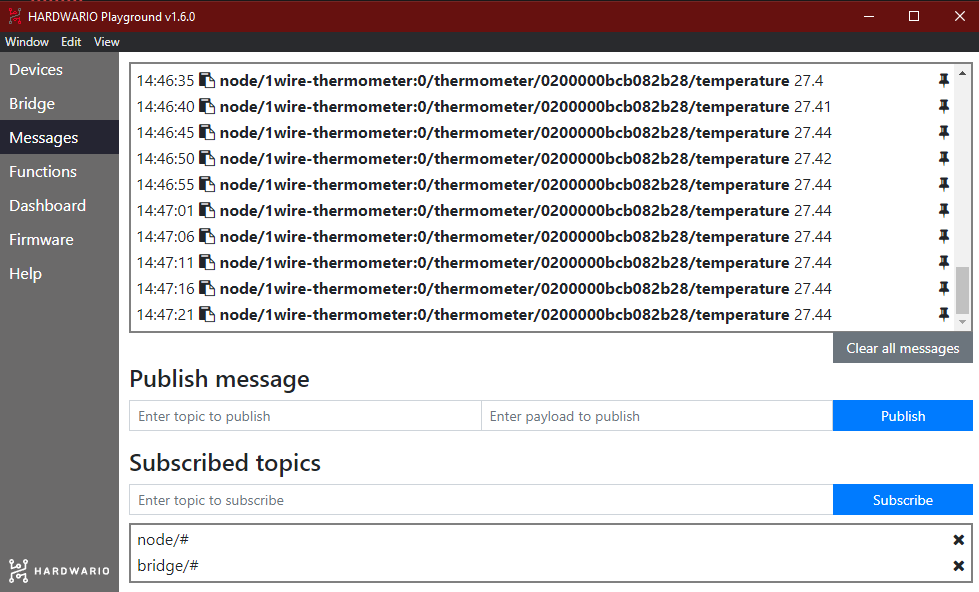 HARDWARIO Playground v1.6.0
Window Edit View
Devices
Bridge
Messages
Functions
Dashboard
Firmware
Help
HARDWARIO
14:46:35 node/1wire-thermometer:0/thermometer/0200000bcb082b28/temperature 27.4
14:46:40 node/1wire-thermometer:0/thermometer/0200000bcb082b28/temperature 27.41
14:46:45 node/1wire-thermometer:0/thermometer/0200000bcb082b28/temperature 27.44
14:46:50 node/1wire-thermometer:0/thermometer/0200000bcb082b28/temperature 27.42
14:46:55 node/1wire-thermometer:0/thermometer/0200000bcb082b28/temperature 27.44
14:47:01 node/1wire-thermometer:0/thermometer/0200000bcb082b28/temperature 27.44
14:47:06 node/1wire-thermometer:0/thermometer/0200000bcb082b28/temperature 27.44
14:47:11 node/1wire-thermometer:0/thermometer/0200000bcb082b28/temperature 27.44
14:47:16 node/1wire-thermometer:0/thermometer/0200000bcb082b28/temperature 27.44
14:47:21 node/1wire-thermometer:0/thermometer/0200000bcb082b28/temperature 27.44
Clear all messages
Publish message
Enter topic to publish Enter payload to publish Publish
Subscribed topics
Enter topic to subscribe Subscribe
node/#
bridge/#